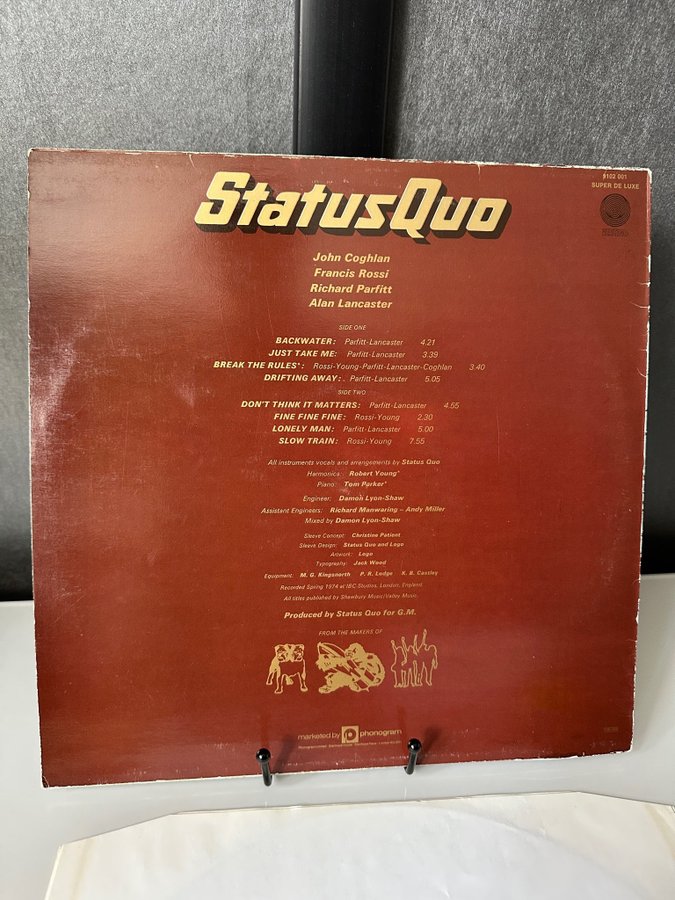 9102 001
SUPER DE LUXE
StatusQuo
John Coghlan
Francis Rossi
Richard Parfitt
Alan Lancaster
SIDE ONE
BACKWATER: Parfitt-Lancaster 4.21
JUST TAKE ME: Parfitt-Lancaster 3.39
BREAK THE RULES*: Rossi-Young-Parfitt-Lancaster-Coghlan 3.40
DRIFTING AWAY: Parfitt-Lancaster 5.05
SIDE TWO
DON'T THINK IT MATTERS: Parfitt-Lancaster 4.55
FINE FINE FINE: Rossi-Young 2.30
LONELY MAN: Parfitt-Lancaster 5.00
SLOW TRAIN: Rossi-Young 7.55
All instruments vocals and arrangements by Status Quo
Harmonica: Robert Young*
Piano: Tom Parker*
Engineer: Damon Lyon-Shaw
Assistant Engineers: Richard Manwaring – Andy Miller
Mixed by Damon Lyon-Shaw
Sleeve Concept: Christine Patient
Sleeve Design: Status Quo and Logo
Artwork: Logo
Typography: Jack Wood
Equipment: M. G. Kingsnorth P. R. Lodge K. B. Castley
Recorded Spring 1974 at IBC Studios, London, England.
All titles published by Shawbury Music/Valley Music.
Produced by Status Quo for G.M.
FROM THE MAKERS OF
marketed by phonogram